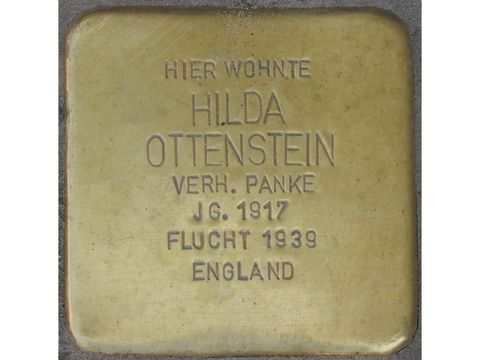 HIER WOHNTE
HILDA
OTTENSTEIN
VERH. PANKE
JG. 1917
FLUCHT 1939
ENGLAND